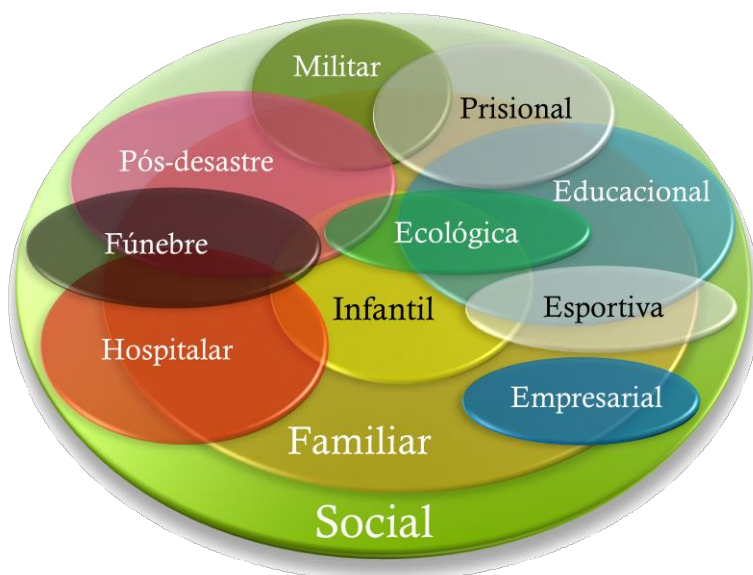 Militar
Prisional
Pós-desastre
Educacional
Fúnebre
Ecológica
Infantil
Esportiva
Hospitalar
Empresarial
Familiar
Social